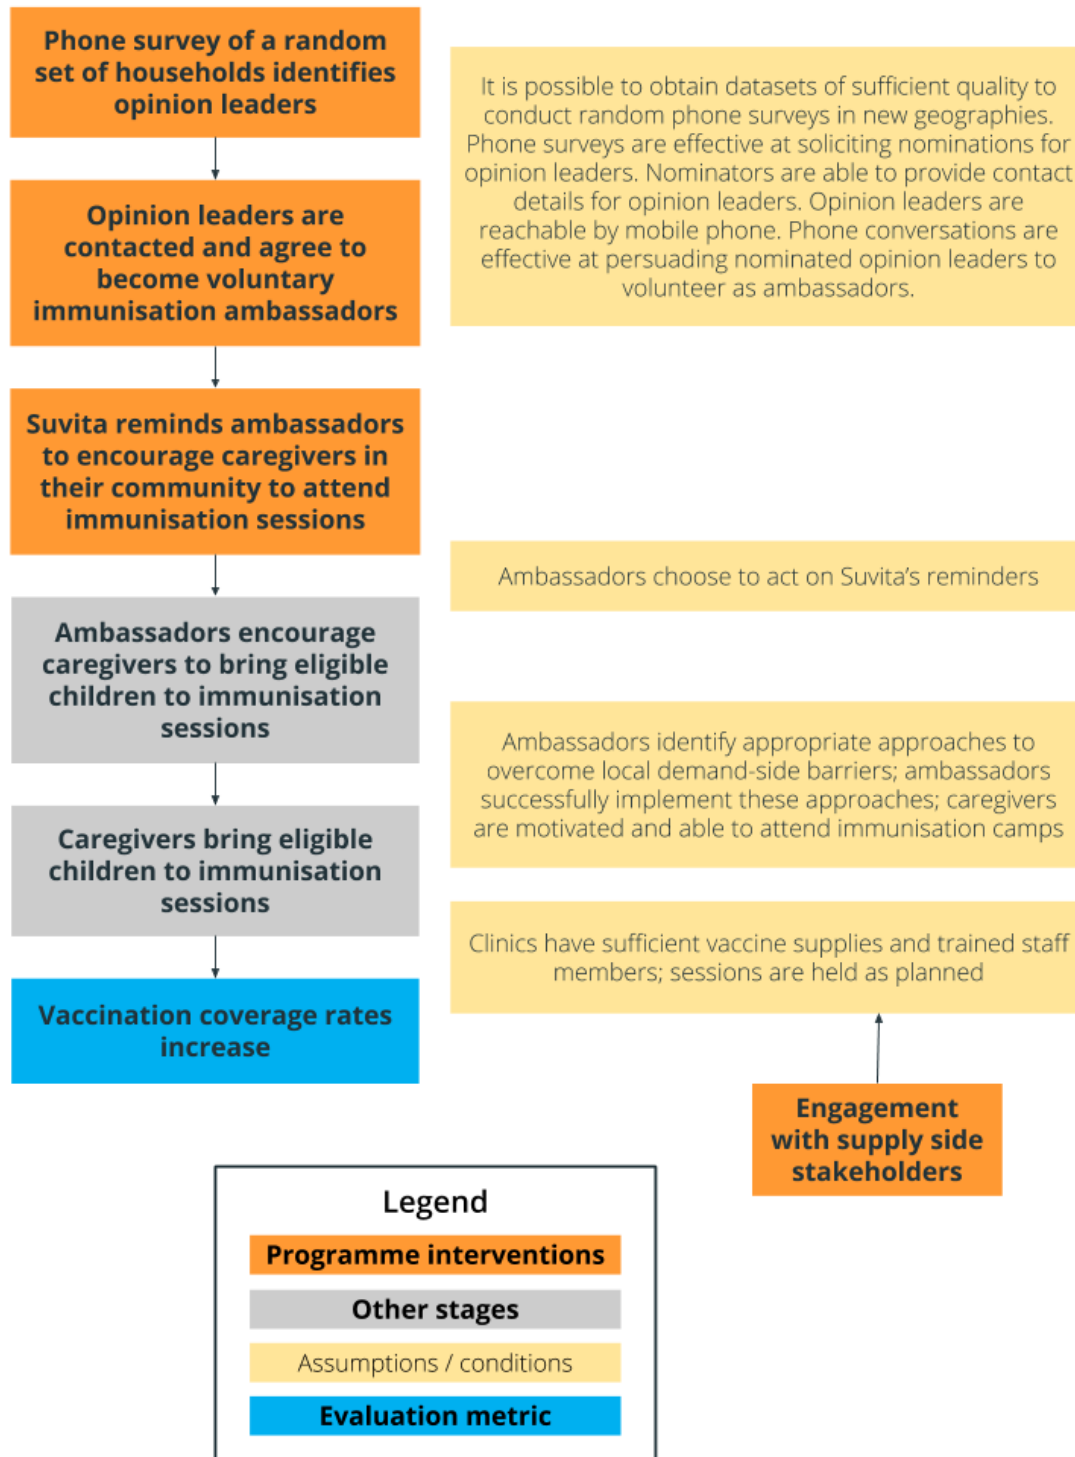 Phone survey of a random
set of households identifies
opinion leaders
It is possible to obtain datasets of sufficient quality to
conduct random phone surveys in new geographies.
Phone surveys are effective at soliciting nominations for
opinion leaders. Nominators are able to provide contact
details for opinion leaders. Opinion leaders are
reachable by mobile phone. Phone conversations are
effective at persuading nominated opinion leaders to
volunteer as ambassadors.
Opinion leaders are
contacted and agree to
become voluntary
immunisation ambassadors
Suvita reminds ambassadors
to encourage caregivers in
their community to attend
immunisation sessions
Ambassadors choose to act on Suvita’s reminders
Ambassadors encourage
caregivers to bring eligible
children to immunisation
sessions
Ambassadors identify appropriate approaches to
overcome local demand-side barriers; ambassadors
successfully implement these approaches; caregivers
are motivated and able to attend immunisation camps
Caregivers bring eligible
children to immunisation
sessions
Clinics have sufficient vaccine supplies and trained staff
members; sessions are held as planned
Vaccination coverage rates
increase
Engagement
with supply side
stakeholders
Legend
Programme interventions
Other stages
Assumptions / conditions
Evaluation metric